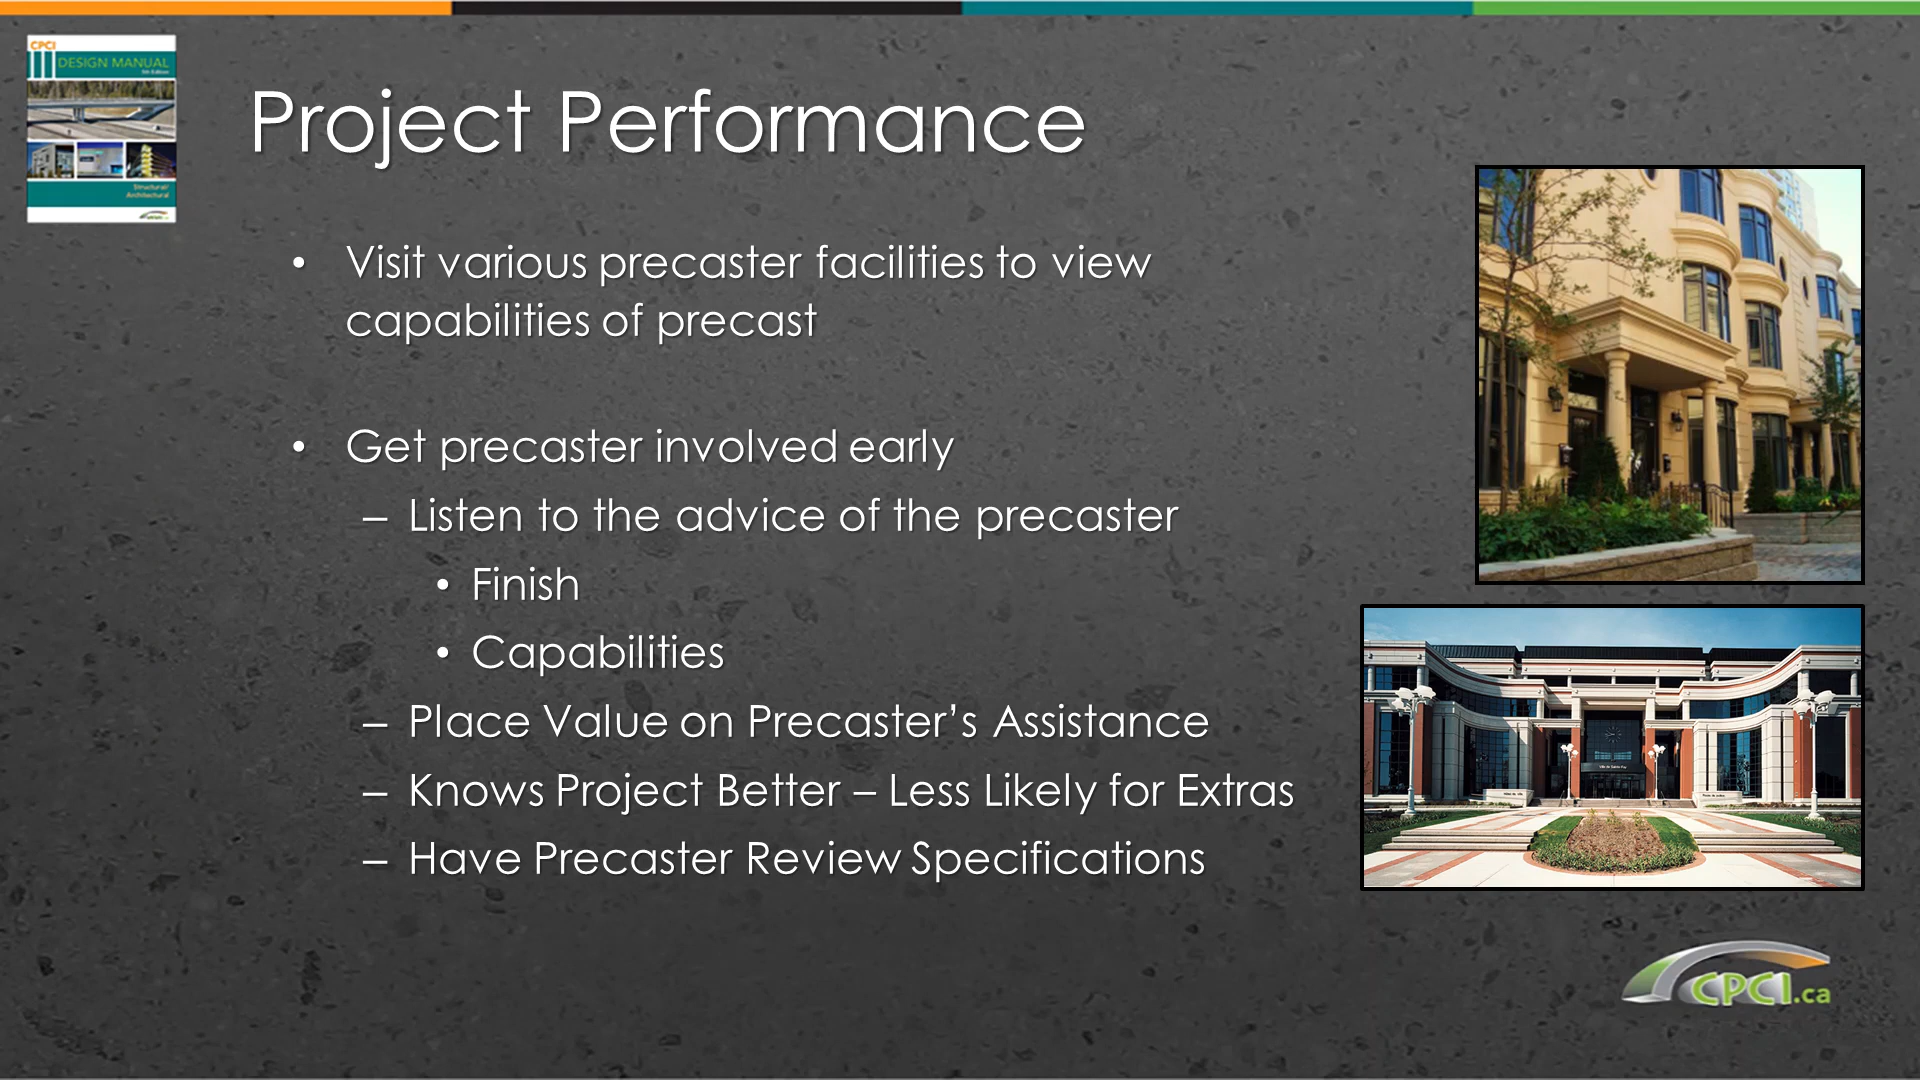 CPCI
DESIGN MANUAL
5th Edition
Structural/
Architectural
Project Performance
• Visit various precaster facilities to view
capabilities of precast
• Get precaster involved early
– Listen to the advice of the precaster
• Finish
• Capabilities
– Place Value on Precaster’s Assistance
– Knows Project Better – Less Likely for Extras
– Have Precaster Review Specifications
CPCI.ca